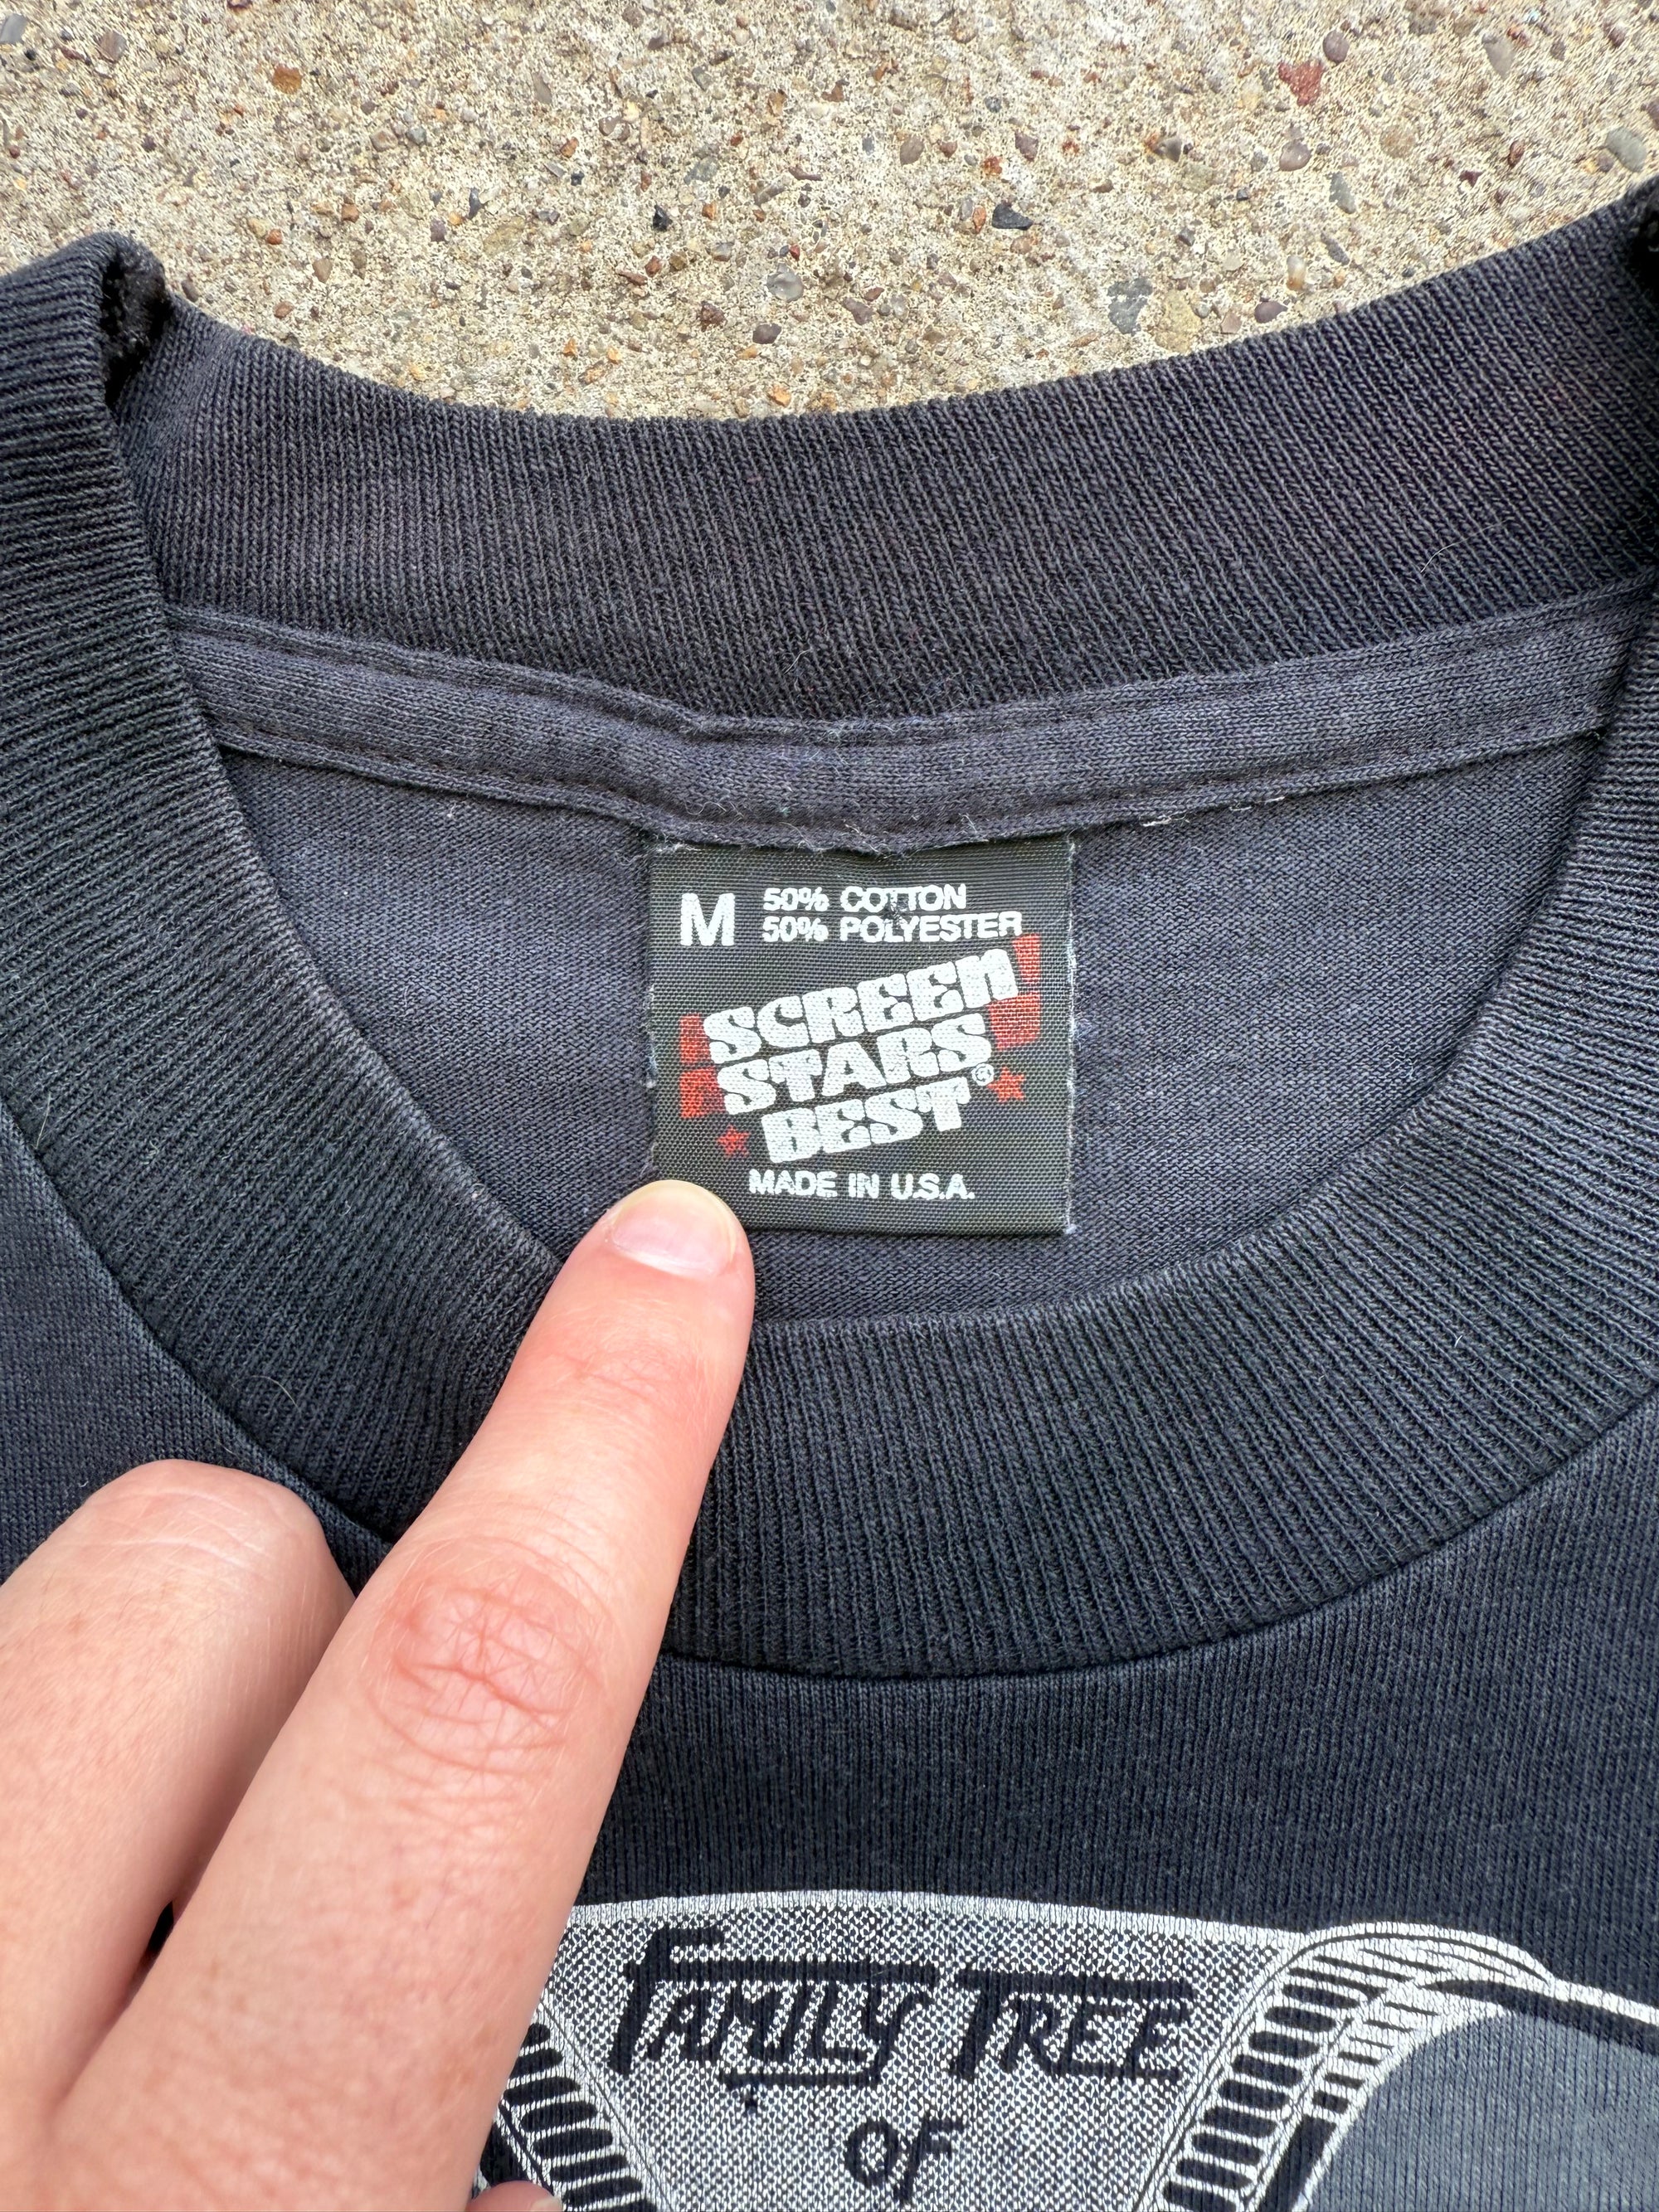 M 50% COTTON
50% POLYESTER
SCREEN
STARS
BEST®
MADE IN U.S.A.
FAMILY TREE
OF